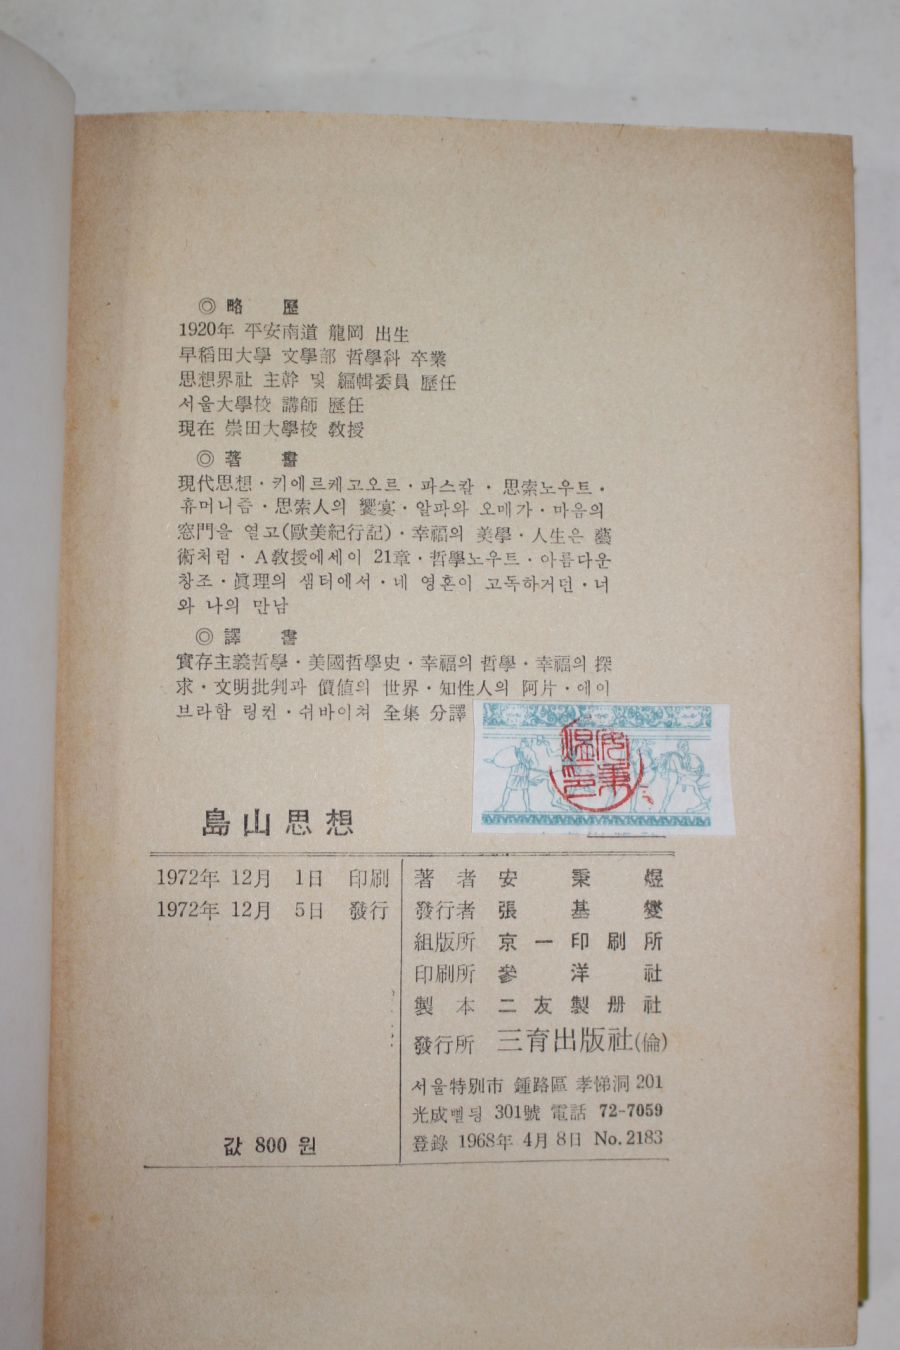 ◎ 略 歷
1920年 平安南道 龍岡 出生
早稻田大學 文學部 哲學科 卒業
思想界社 主幹 및 編輯委員 歷任
서울大學校 講師 歷任
現在 崇田大學校 敎授
◎ 著 書
現代思想·키에르케고오르·파스칼·思索노우트·
휴머니즘·思索人의 饗宴·알파와 오메가·마음의
窓門을 열고(歐美紀行記)·幸福의 美學·人生은 藝
術처럼·A敎授에세이 21章·哲學노우트·아름다운
창조·眞理의 샘터에서·네 영혼이 고독하거던·너
와 나의 만남
◎ 譯 書
實存主義哲學·美國哲學史·幸福의 哲學·幸福의 探
求·文明批判과 價値의 世界·知性人의 阿片·에이
브라함 링컨·쉬바이쳐 全集 分譯
島山思想
1972年 12月 1日 印刷
1972年 12月 5日 發行
값 800 원
著 者 安 秉 煜
發行者 張 基 燮
組版所 京一印刷所
印刷所 參 洋 社
製 本 二友製册社
發行所 三育出版社(倫)
서울特別市 鍾路區 孝悌洞 201
光成삘딩 301號 電話 72-7059
登錄 1968年 4月 8日 No.2183